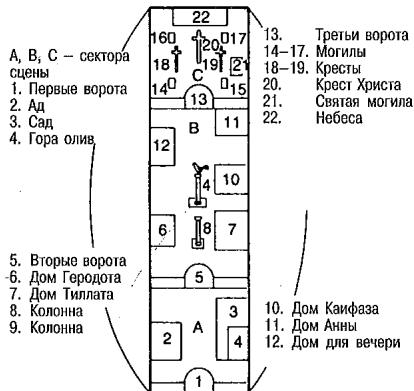 А, В, С – сектора
сцены
1. Первые ворота
2. Ад
3. Сад
4. Гора олив
5. Вторые ворота
6. Дом Геродота
7. Дом Тиллата
8. Колонна
9. Колонна
13. Третьи ворота
14–17. Могилы
18–19. Кресты
20. Крест Христа
21. Святая могила
22. Небеса
10. Дом Каифаза
11. Дом Анны
12. Дом для вечери
22
16
17
20
18
19
21
С
14
15
13
В
11
12
4
10
6
8
7
5
А
3
2
4
1